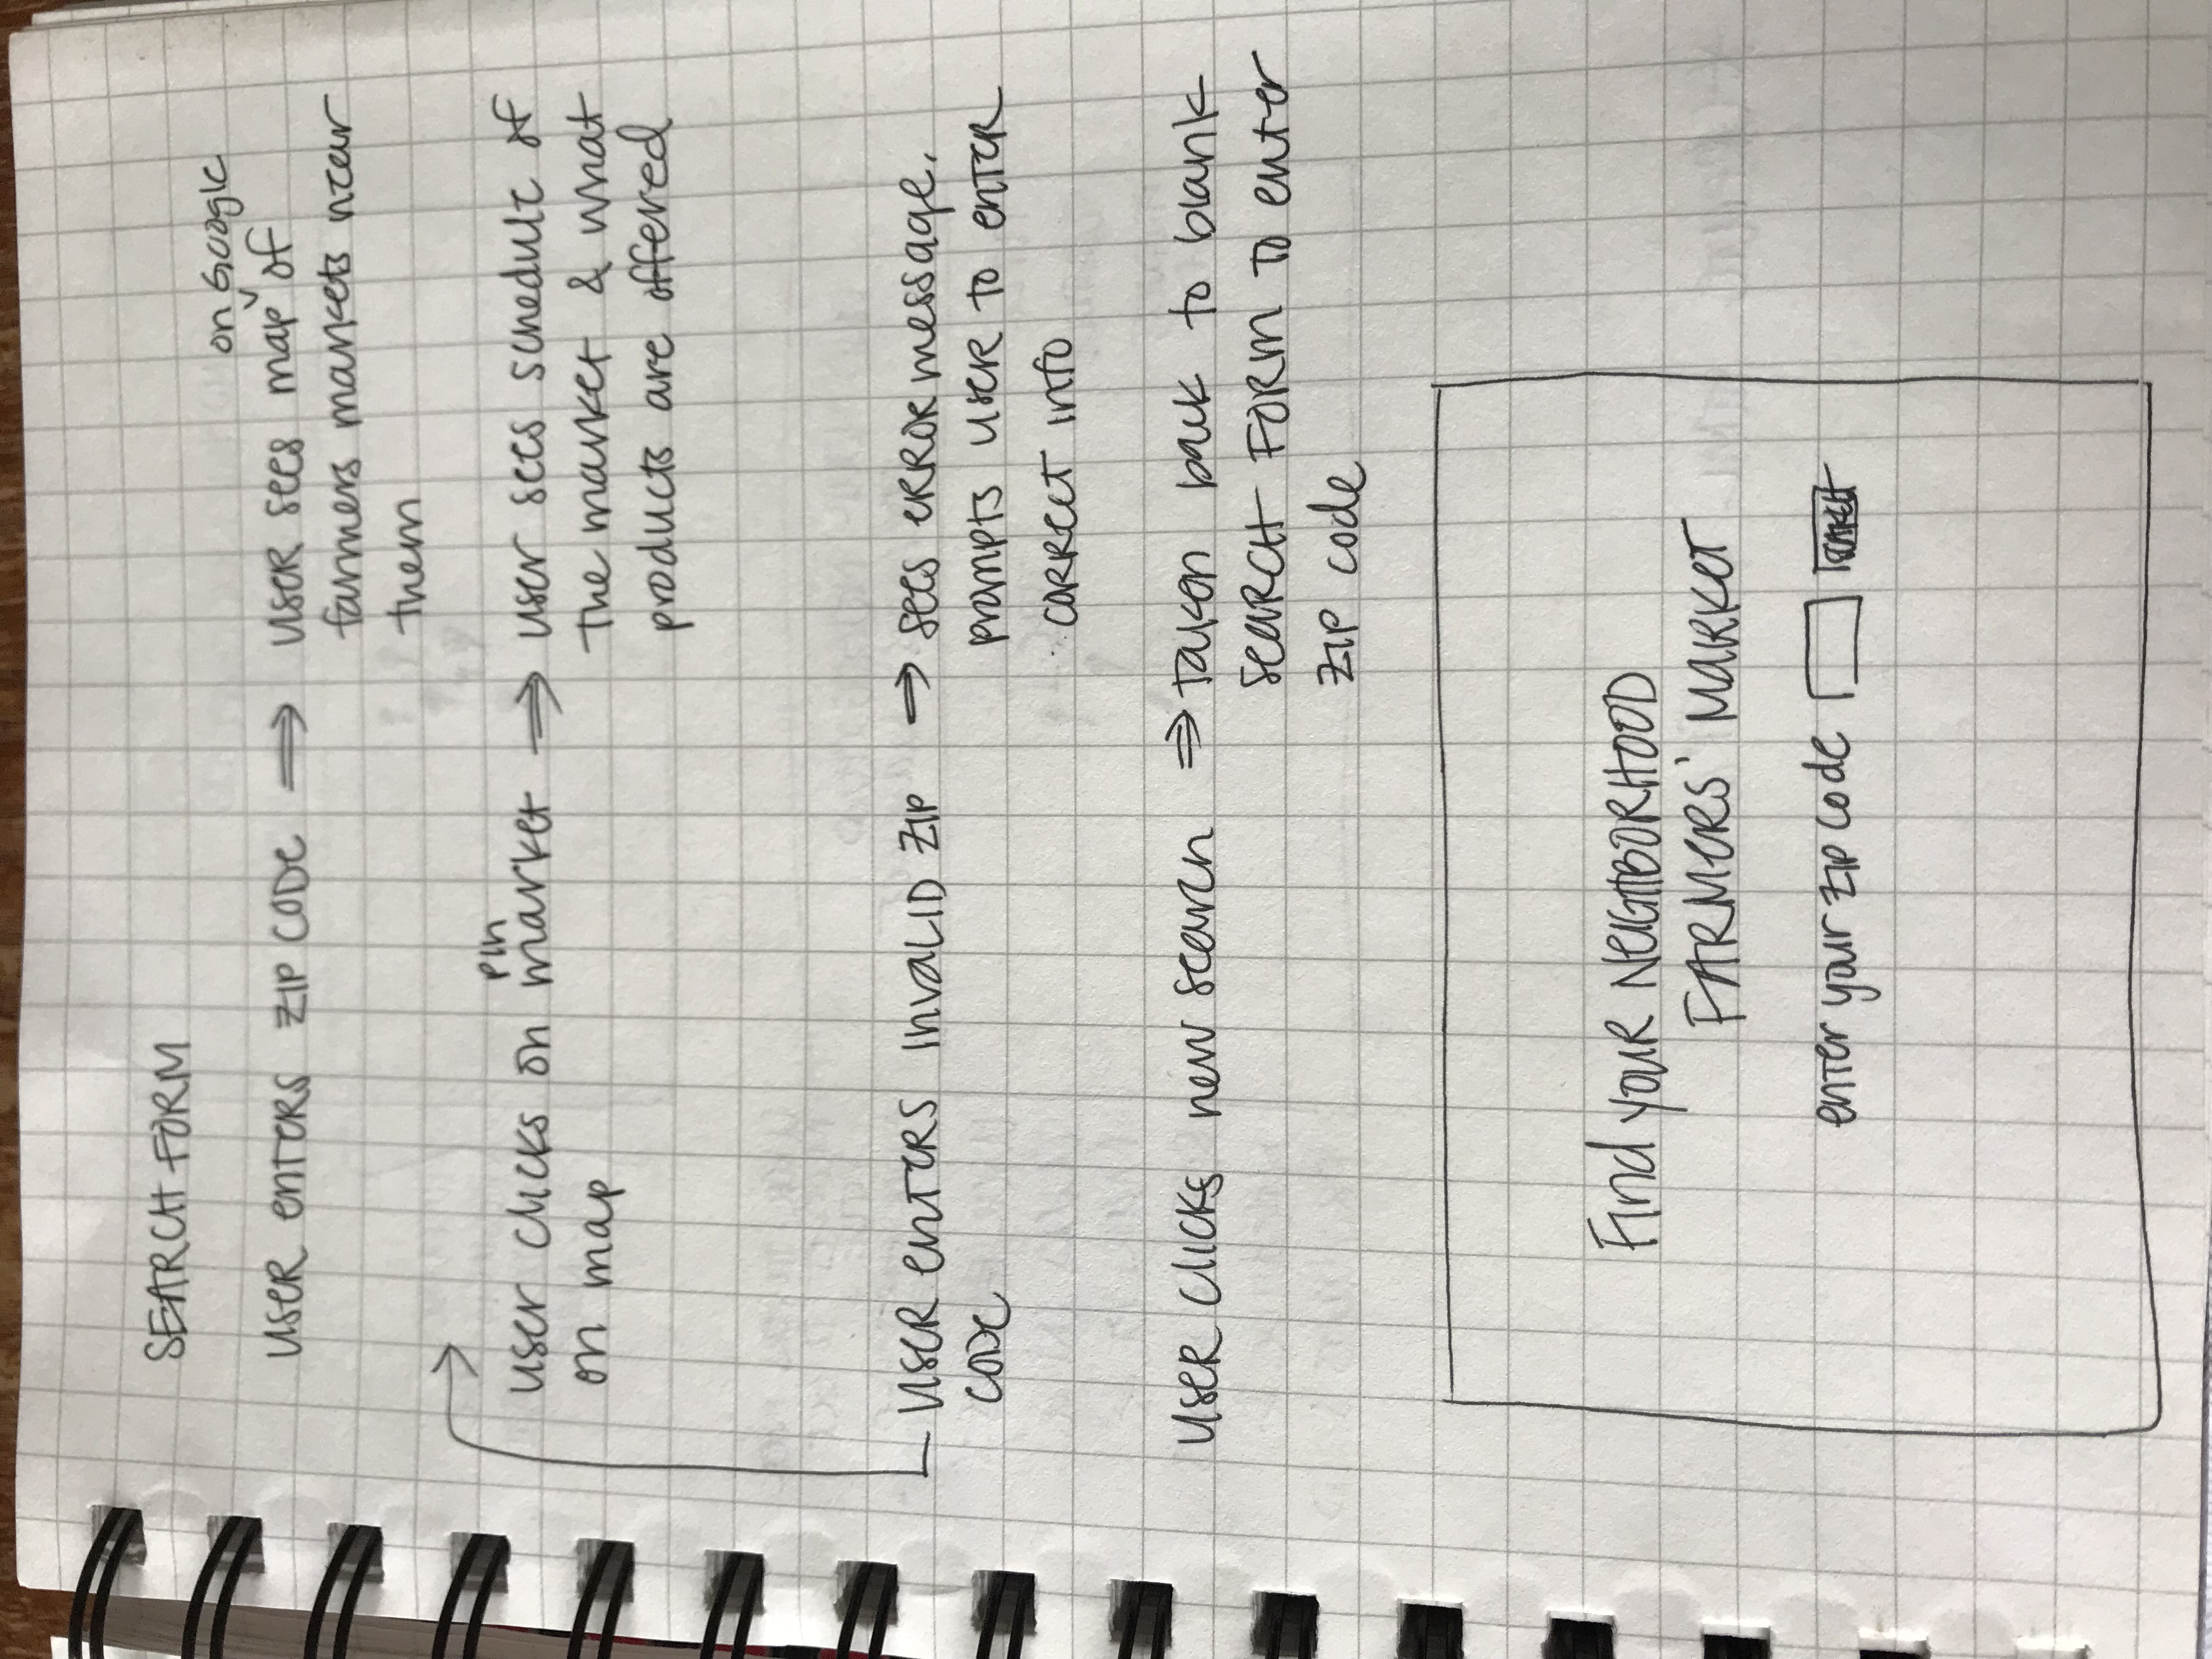 SEARCH FORM
on Google
USER ENTERS ZIP CODE ⇒ USER sees map of
farmers markets near
them
pin
user clicks on market ⇒ user sees schedule of
on map the market & what
products are offered
USER ENTERS INVALID ZIP ⇒ sees ERROR message.
CODE prompts USER TO ENTER
CORRECT INFO
USER CLICKS new search ⇒ taken back to blank
SEARCH FORM TO enter
ZIP code
Find your NEIGHBORHOOD
FARMERS' MARKET
enter your zip code SEARCH